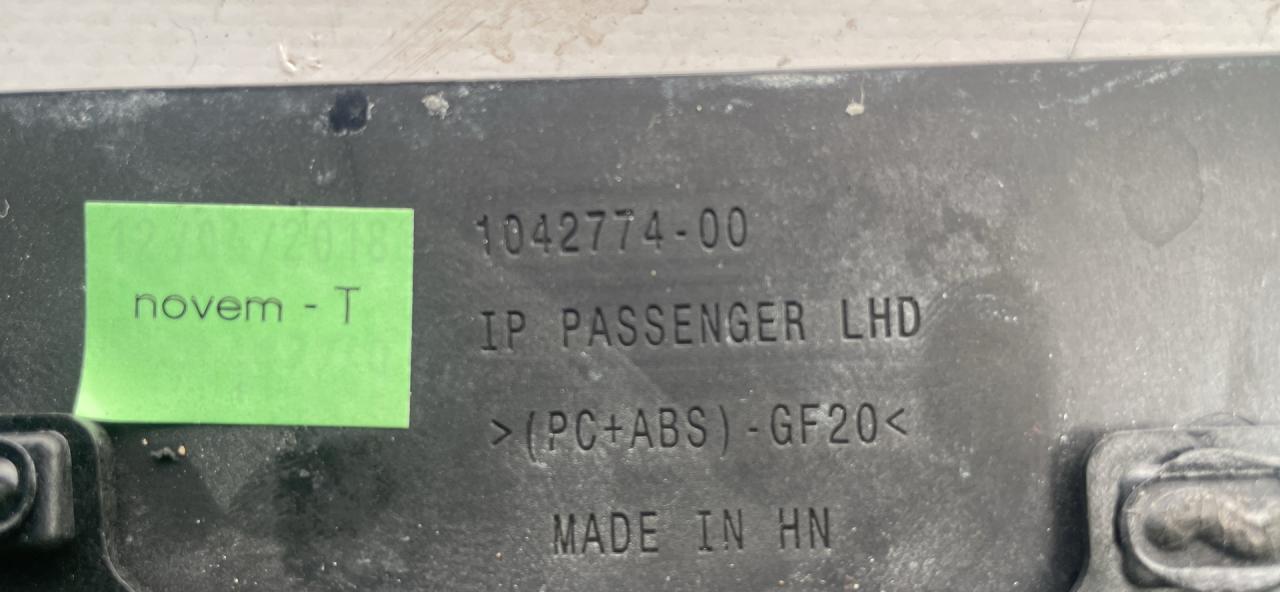 novem - T
1042774-00
IP PASSENGER LHD
>(PC+ABS)-GF20<
MADE IN HN